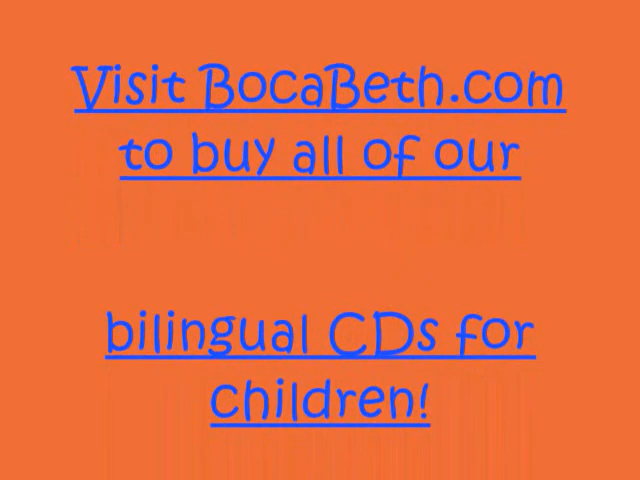 Visit BocaBeth.com
to buy all of our
bilingual CDs for
children!